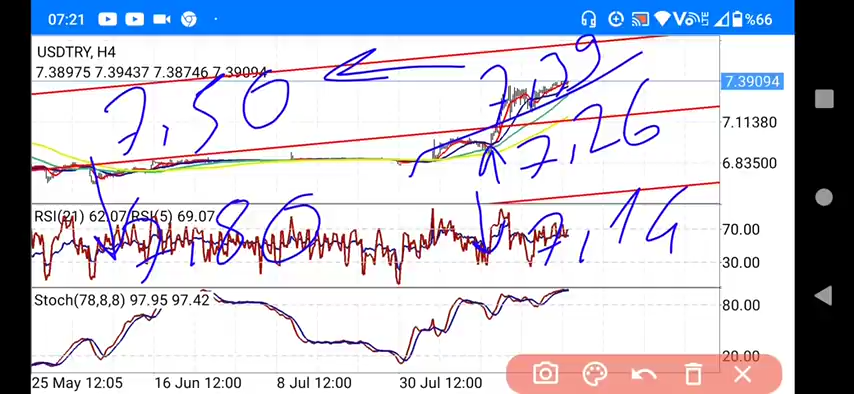 07:21
%66
USDTRY, H4
7.38975 7.39437 7.38746 7.39094
7.39094
7,39
7,50
7.11380
7,26
6.83500
RSI(21) 62.07 RSI(5) 69.07
7,80
7,14
70.00
30.00
Stoch(78,8,8) 97.95 97.42
80.00
20.00
25 May 12:05 16 Jun 12:00 8 Jul 12:00 30 Jul 12:00